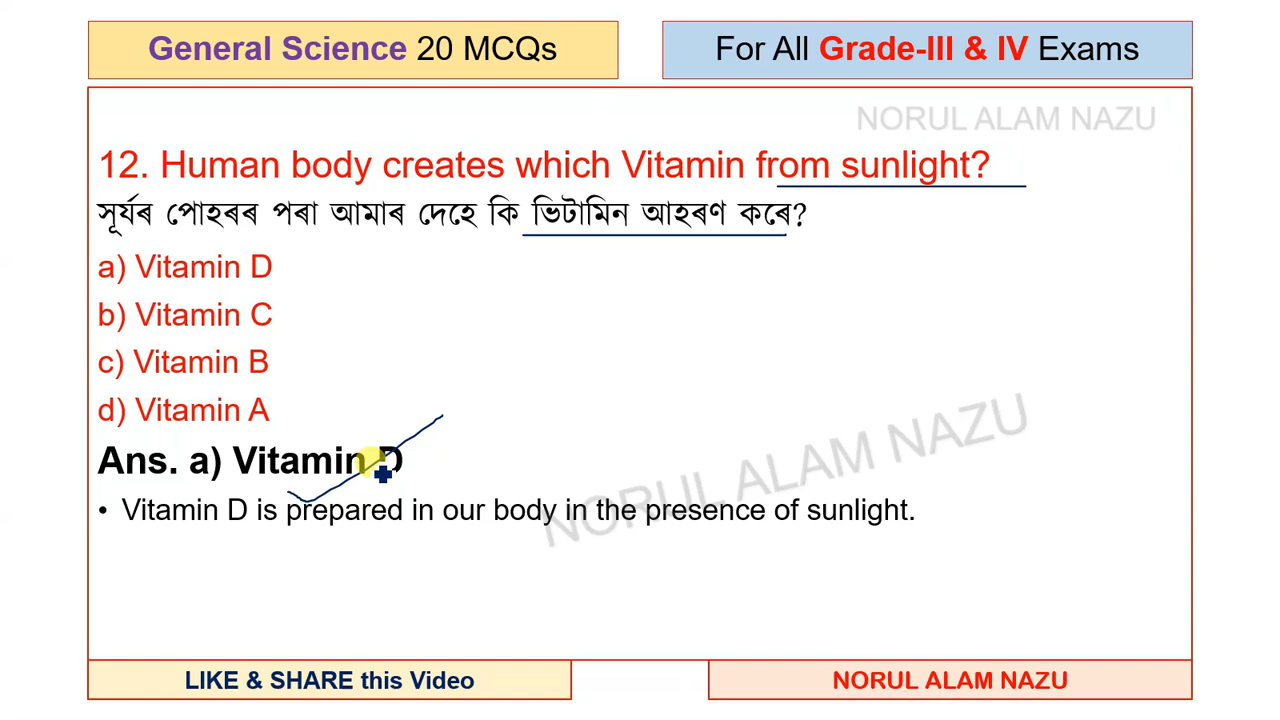 General Science 20 MCQs
For All Grade-III & IV Exams
NORUL ALAM NAZU
12. Human body creates which Vitamin from sunlight?
সূৰ্যৰ পোহৰৰ পৰা আমাৰ দেহে কি ভিটামিন আহৰণ কৰে?
a) Vitamin D
b) Vitamin C
c) Vitamin B
d) Vitamin A
Ans. a) Vitamin D
• Vitamin D is prepared in our body in the presence of sunlight.
NORUL ALAM NAZU
LIKE & SHARE this Video
NORUL ALAM NAZU